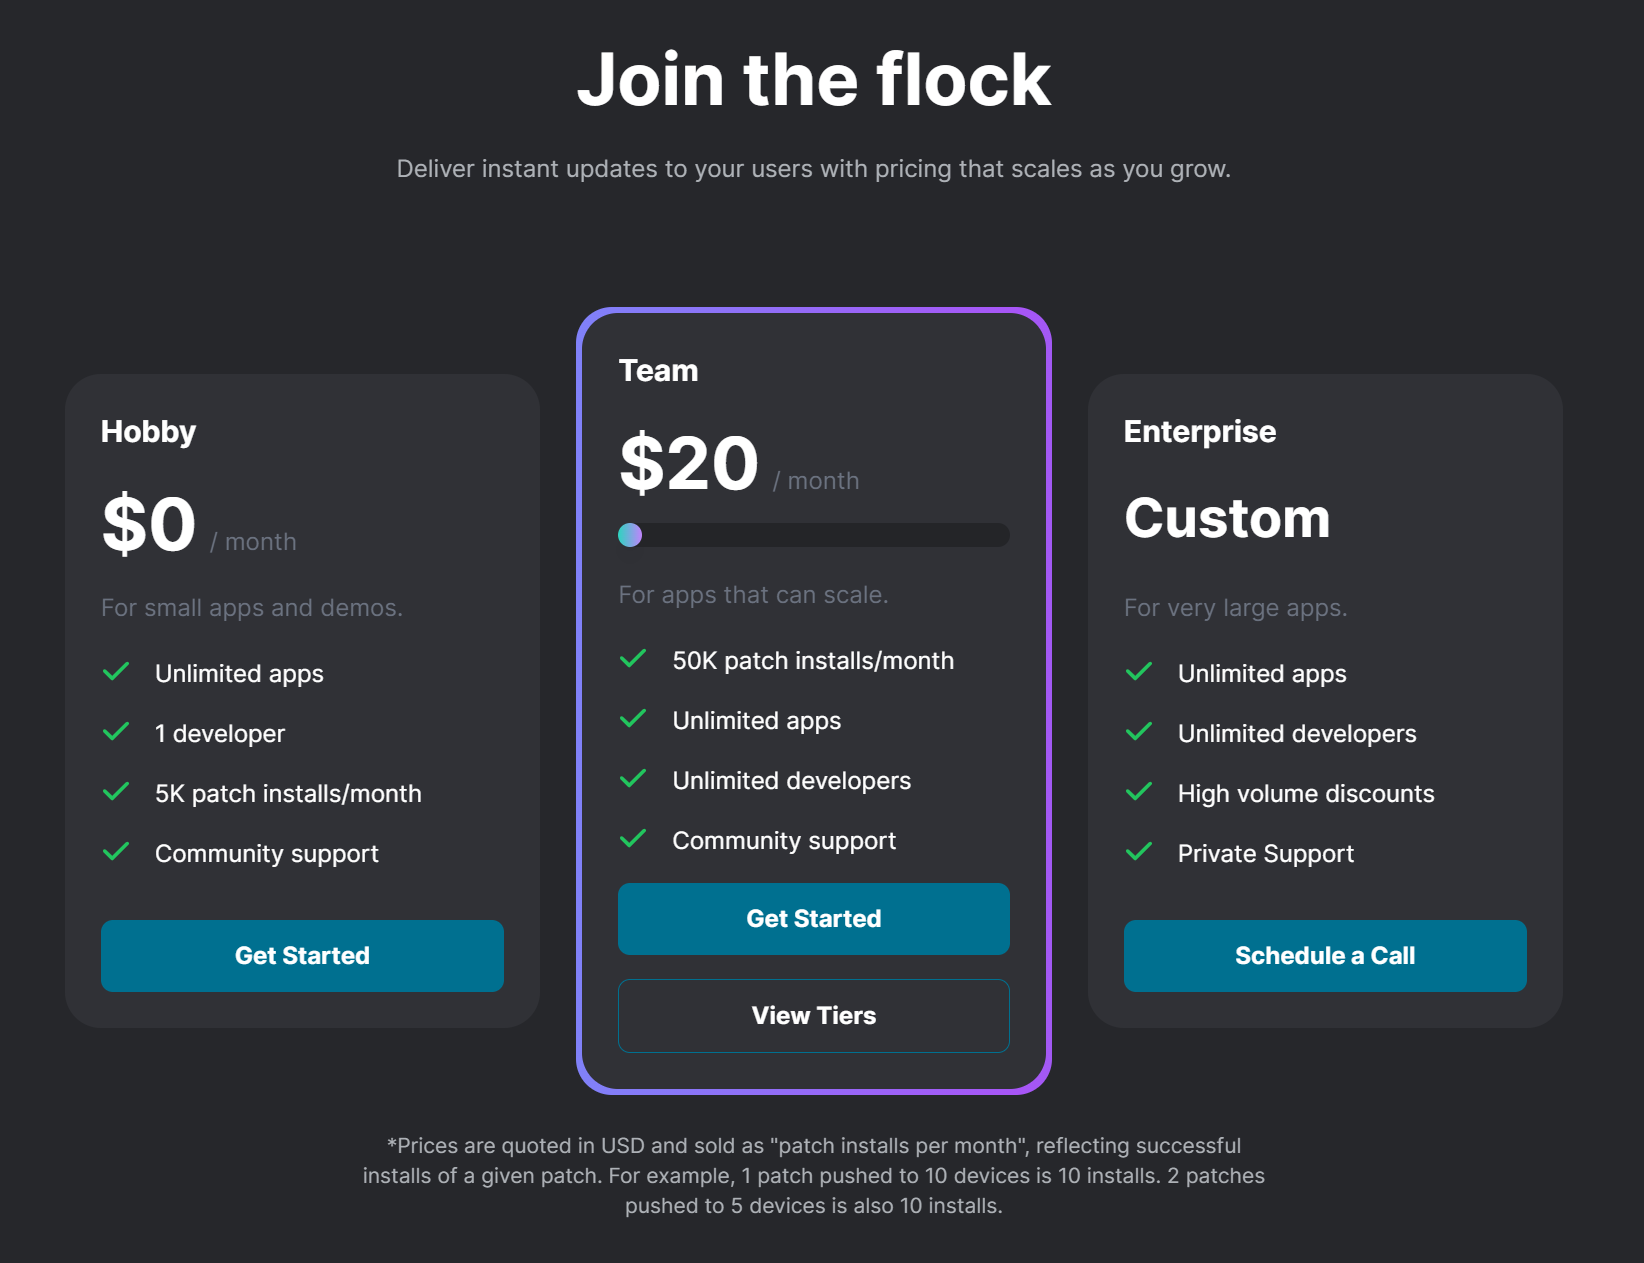 Join the flock
Deliver instant updates to your users with pricing that scales as you grow.
Hobby
$0 / month
For small apps and demos.
Unlimited apps
1 developer
5K patch installs/month
Community support
Get Started
Team
$20 / month
For apps that can scale.
50K patch installs/month
Unlimited apps
Unlimited developers
Community support
Get Started
View Tiers
Enterprise
Custom
For very large apps.
Unlimited apps
Unlimited developers
High volume discounts
Private Support
Schedule a Call
*Prices are quoted in USD and sold as "patch installs per month", reflecting successful
installs of a given patch. For example, 1 patch pushed to 10 devices is 10 installs. 2 patches
pushed to 5 devices is also 10 installs.